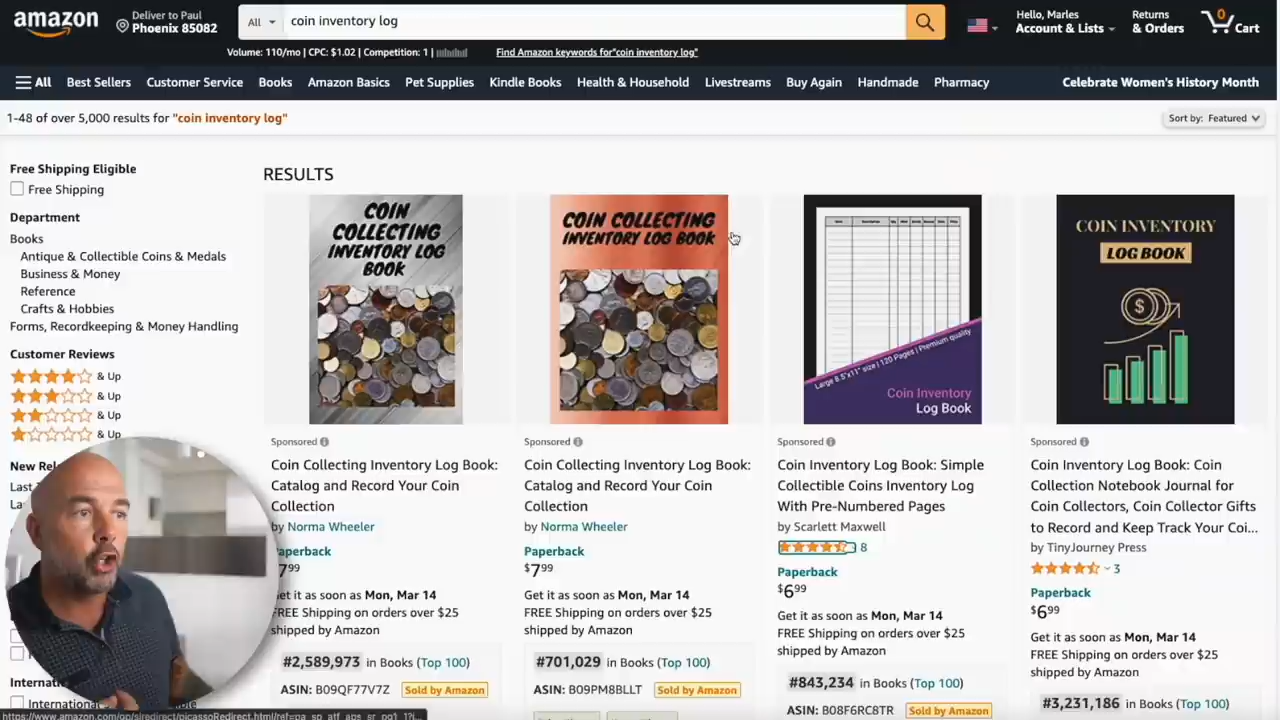 amazon
Deliver to Paul
Phoenix 85082
All
coin inventory log
Hello, Marles
Account & Lists
Returns
& Orders
0
Cart
Volume: 110/mo | CPC: $1.02 | Competition: 1
Find Amazon keywords for"coin inventory log"
All
Best Sellers
Customer Service
Books
Amazon Basics
Pet Supplies
Kindle Books
Health & Household
Livestreams
Buy Again
Handmade
Pharmacy
Celebrate Women's History Month
1-48 of over 5,000 results for "coin inventory log"
Sort by: Featured
Free Shipping Eligible
Free Shipping
Department
Books
Antique & Collectible Coins & Medals
Business & Money
Reference
Crafts & Hobbies
Forms, Recordkeeping & Money Handling
Customer Reviews
& Up
& Up
& Up
& Up
RESULTS
COIN
COLLECTING
INVENTORY LOG
BOOK
Sponsored
Coin Collecting Inventory Log Book:
Catalog and Record Your Coin
Collection
by Norma Wheeler
Get it as soon as Mon, Mar 14
FREE Shipping on orders over $25
shipped by Amazon
#2,589,973 in Books (Top 100)
ASIN: B09QF77V7Z
Sold by Amazon
COIN COLLECTING
INVENTORY LOG BOOK
Sponsored
Coin Collecting Inventory Log Book:
Catalog and Record Your Coin
Collection
by Norma Wheeler
Paperback
$7.99
Get it as soon as Mon, Mar 14
FREE Shipping on orders over $25
shipped by Amazon
#701,029 in Books (Top 100)
ASIN: B09PM8BLLT
Sold by Amazon
Large 8.5"x11" size | 120 Pages | Premium quality
Coin Inventory
Log Book
Sponsored
Coin Inventory Log Book: Simple
Collectible Coins Inventory Log
With Pre-Numbered Pages
by Scarlett Maxwell
8
Paperback
$6.99
Get it as soon as Mon, Mar 14
FREE Shipping on orders over $25
shipped by Amazon
#843,234 in Books (Top 100)
ASIN: B08F6RC8TR
Sold by Amazon
COIN INVENTORY
LOG BOOK
Sponsored
Coin Inventory Log Book: Coin
Collection Notebook Journal for
Coin Collectors, Coin Collector Gifts
to Record and Keep Track Your Coi...
by TinyJourney Press
3
Paperback
$6.99
Get it as soon as Mon, Mar 14
FREE Shipping on orders over $25
shipped by Amazon
#3,231,186 in Books (Top 100)